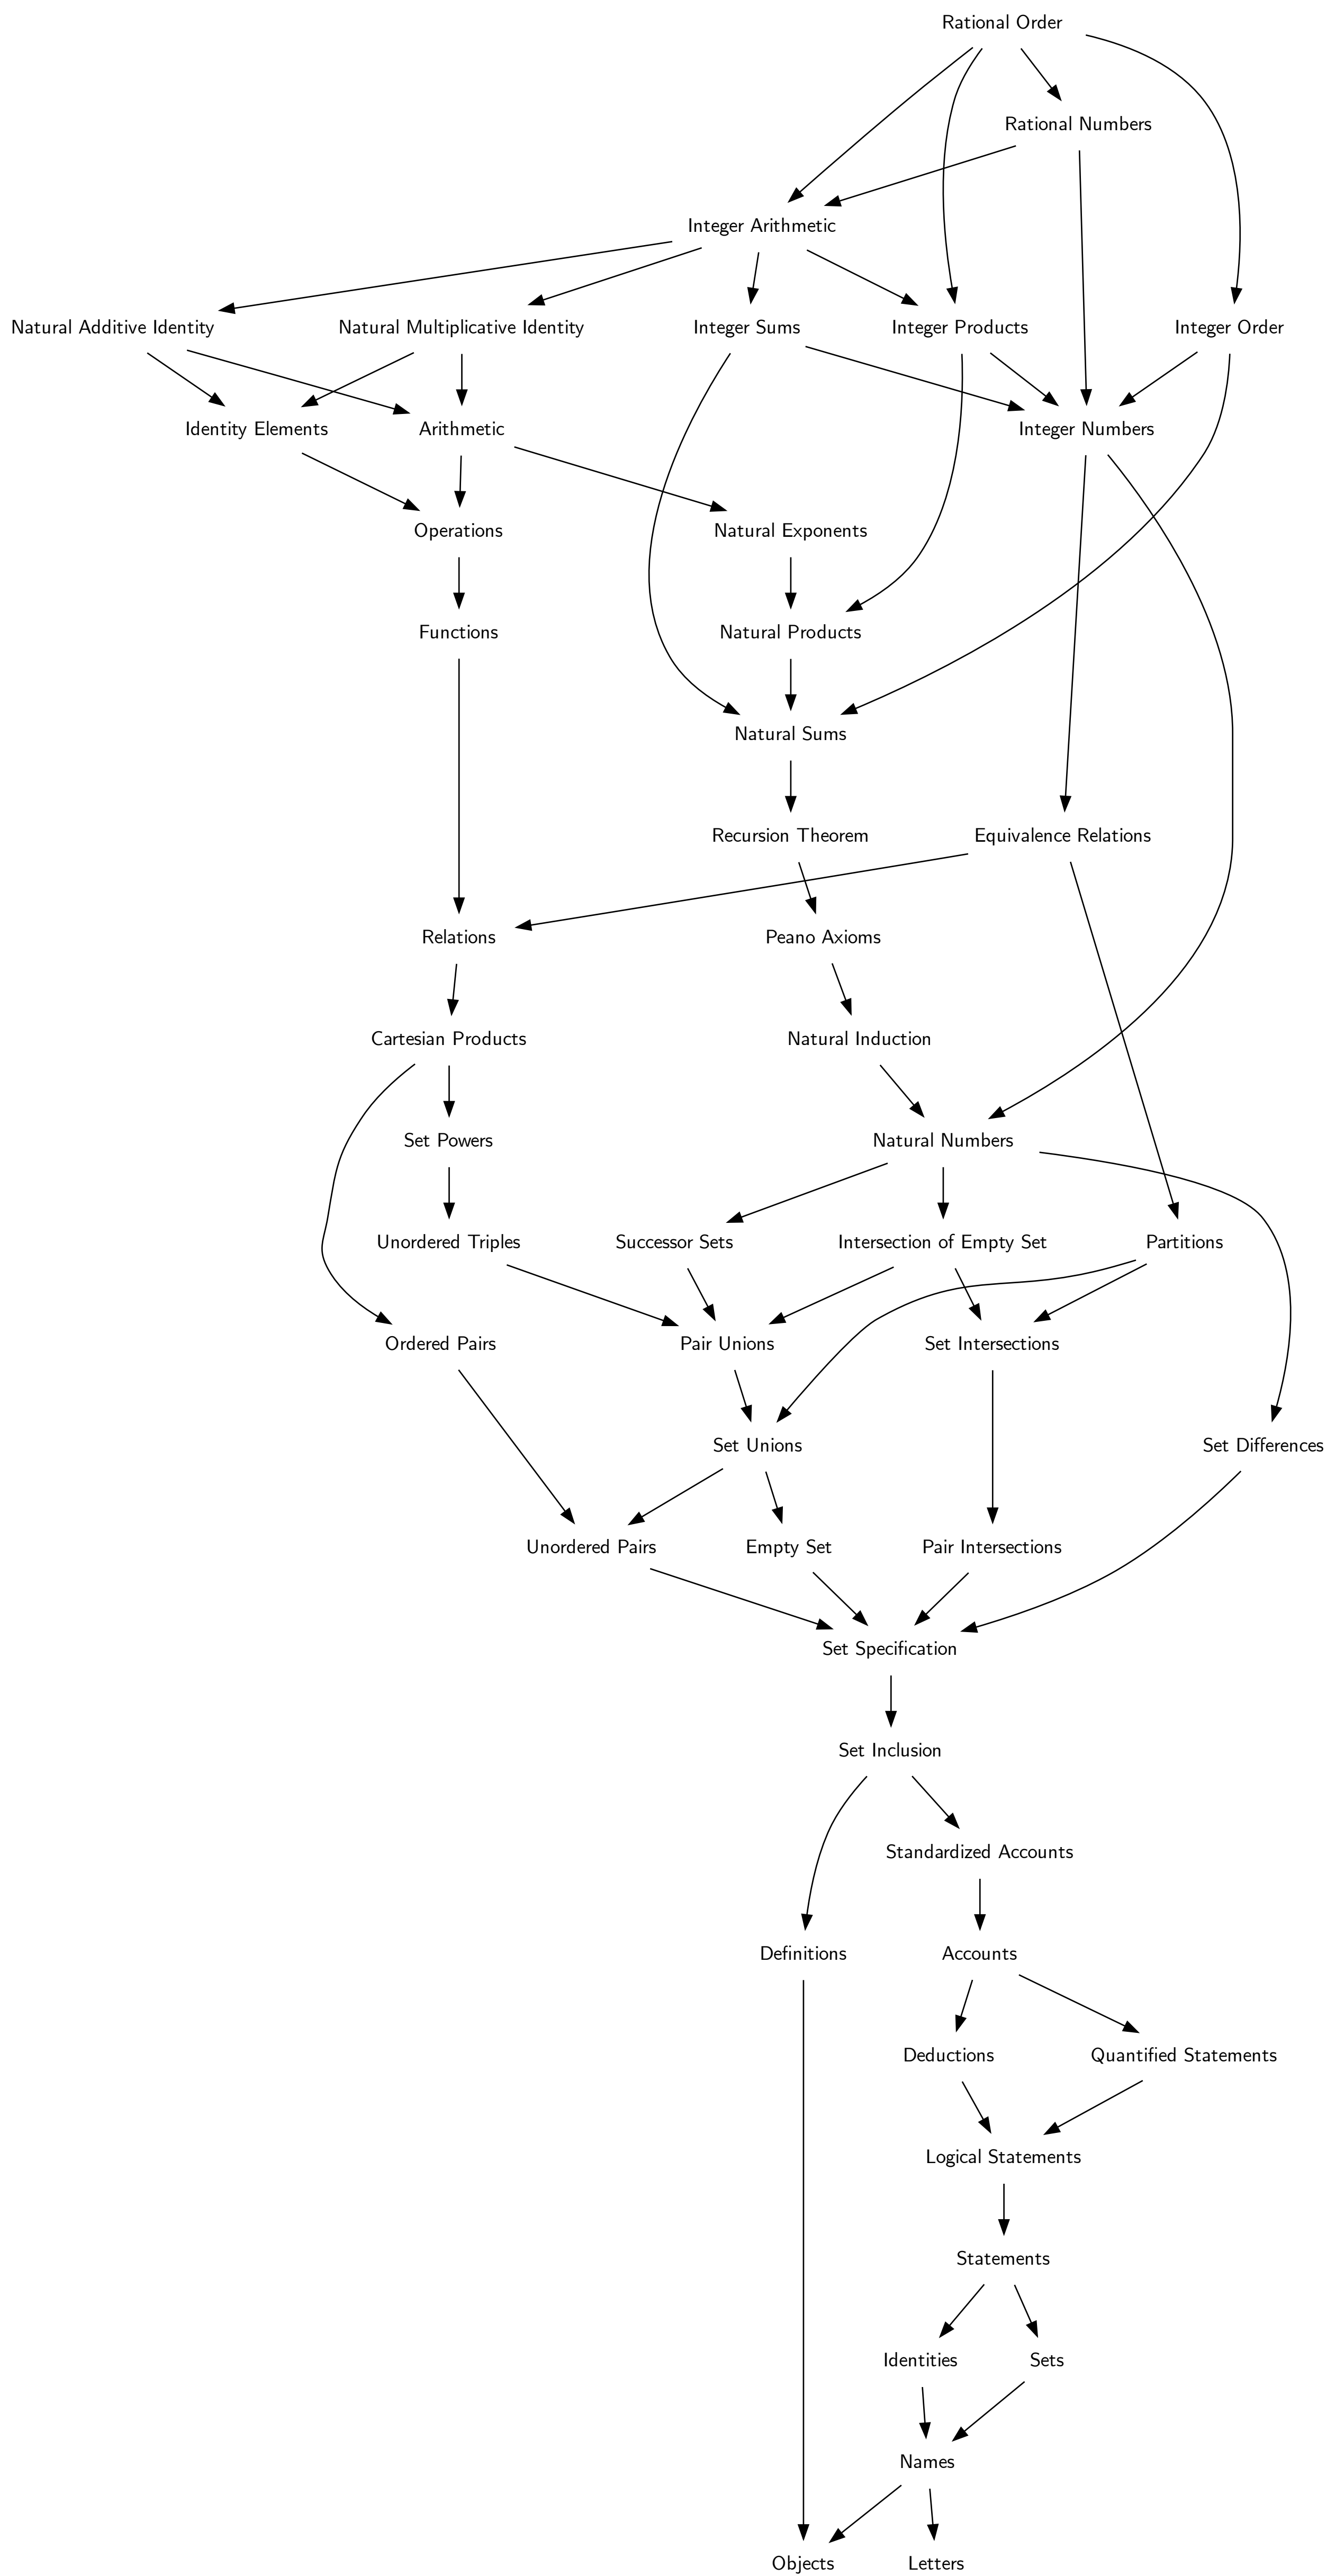 Rational Order
Rational Numbers
Integer Arithmetic
Natural Additive Identity
Natural Multiplicative Identity
Integer Sums
Integer Products
Integer Order
Identity Elements
Arithmetic
Integer Numbers
Operations
Natural Exponents
Functions
Natural Products
Natural Sums
Recursion Theorem
Equivalence Relations
Relations
Peano Axioms
Cartesian Products
Natural Induction
Set Powers
Natural Numbers
Unordered Triples
Successor Sets
Intersection of Empty Set
Partitions
Ordered Pairs
Pair Unions
Set Intersections
Set Unions
Set Differences
Unordered Pairs
Empty Set
Pair Intersections
Set Specification
Set Inclusion
Standardized Accounts
Definitions
Accounts
Deductions
Quantified Statements
Logical Statements
Statements
Identities
Sets
Names
Objects
Letters